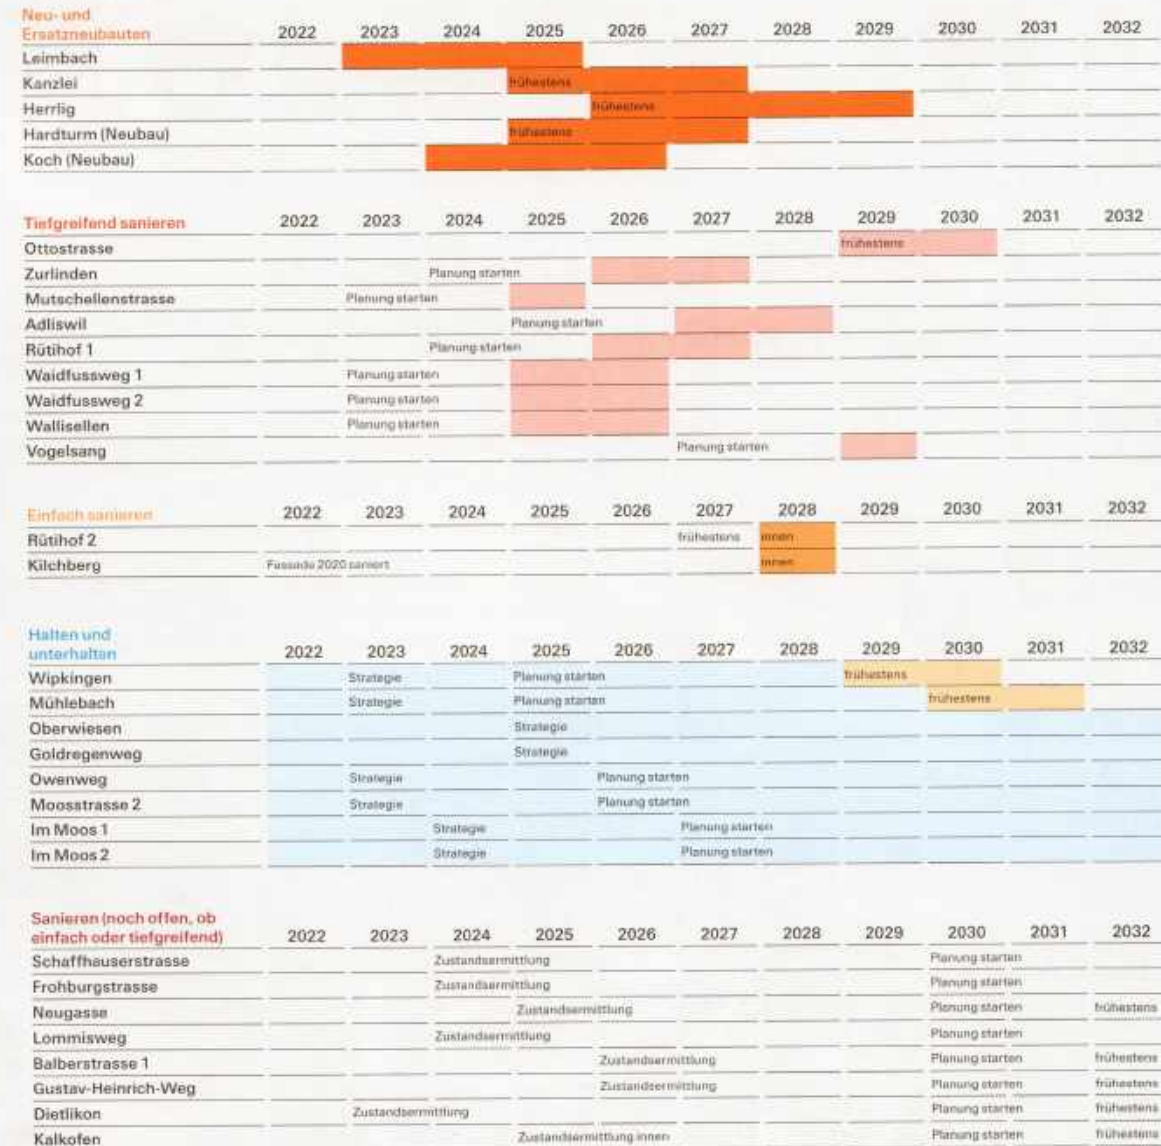 Neu- und
Ersatzneubauten 2022 2023 2024 2025 2026 2027 2028 2029 2030 2031 2032
Leimbach
Kanzlei frühestens
Herrlig frühestens
Hardturm (Neubau) frühestens
Koch (Neubau)
Tiefgreifend sanieren 2022 2023 2024 2025 2026 2027 2028 2029 2030 2031 2032
Ottostrasse frühestens
Zurlinden Planung starten
Mutschellenstrasse Planung starten
Adliswil Planung starten
Rütihof 1 Planung starten
Waidfussweg 1 Planung starten
Waidfussweg 2 Planung starten
Wallisellen Planung starten
Vogelsang Planung starten
Einfach sanieren 2022 2023 2024 2025 2026 2027 2028 2029 2030 2031 2032
Rütihof 2 frühestens innen
Kilchberg Fassade 2020 saniert innen
Halten und
unterhalten 2022 2023 2024 2025 2026 2027 2028 2029 2030 2031 2032
Wipkingen Strategie Planung starten frühestens
Mühlebach Strategie Planung starten frühestens
Oberwiesen Strategie
Goldregenweg Strategie
Owenweg Strategie Planung starten
Moosstrasse 2 Strategie Planung starten
Im Moos 1 Strategie Planung starten
Im Moos 2 Strategie Planung starten
Sanieren (noch offen, ob
einfach oder tiefgreifend) 2022 2023 2024 2025 2026 2027 2028 2029 2030 2031 2032
Schaffhauserstrasse Zustandsermittlung Planung starten
Frohburgstrasse Zustandsermittlung Planung starten
Neugasse Zustandsermittlung Planung starten frühestens
Lommisweg Zustandsermittlung Planung starten
Balberstrasse 1 Zustandsermittlung Planung starten frühestens
Gustav-Heinrich-Weg Zustandsermittlung Planung starten frühestens
Dietlikon Zustandsermittlung Planung starten frühestens
Kalkofen Zustandsermittlung innen Planung starten frühestens